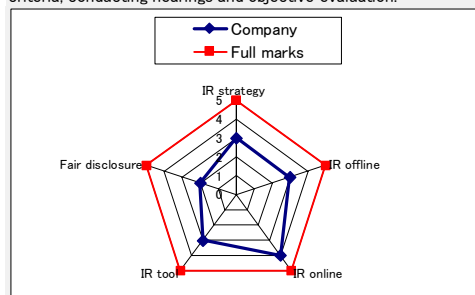 criteria, conducting hearings and objective evaluation.
Company
Full marks
IR strategy
5
4
3
2
1
0
Fair disclosure
IR offline
IR tool
IR online